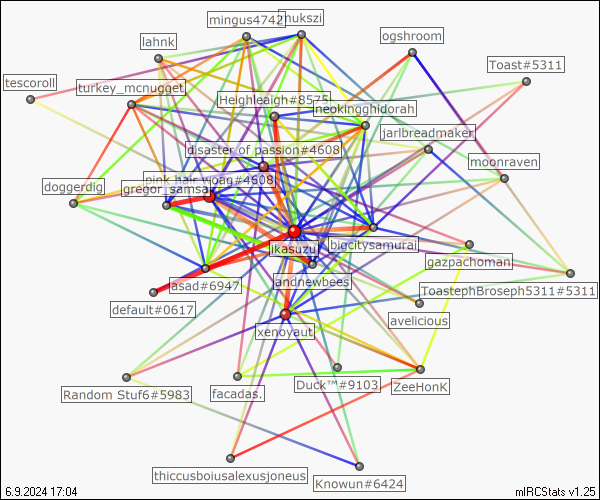 mingus4742
mukszi
ogshroom
lahnk
Toast#5311
tescoroll
turkey_mcnugget
Heighleaigh#8575
neokingghidorah
jarlbreadmaker
disaster of passion#4608
moonraven
pink hair yoag#4608
doggerdig
gregor_samsa
ikasuzu
bigcitysamurai
gazpachoman
asad#6947
andnewbees
ToastephBroseph5311#5311
default#0617
avelicious
xenoyaut
Random Stuf6#5983
facadas.
Duck™#9103
ZeeHonK
thiccusboiusalexusjoneus
Knowun#6424
6.9.2024 17:04
mIRCStats v1.25